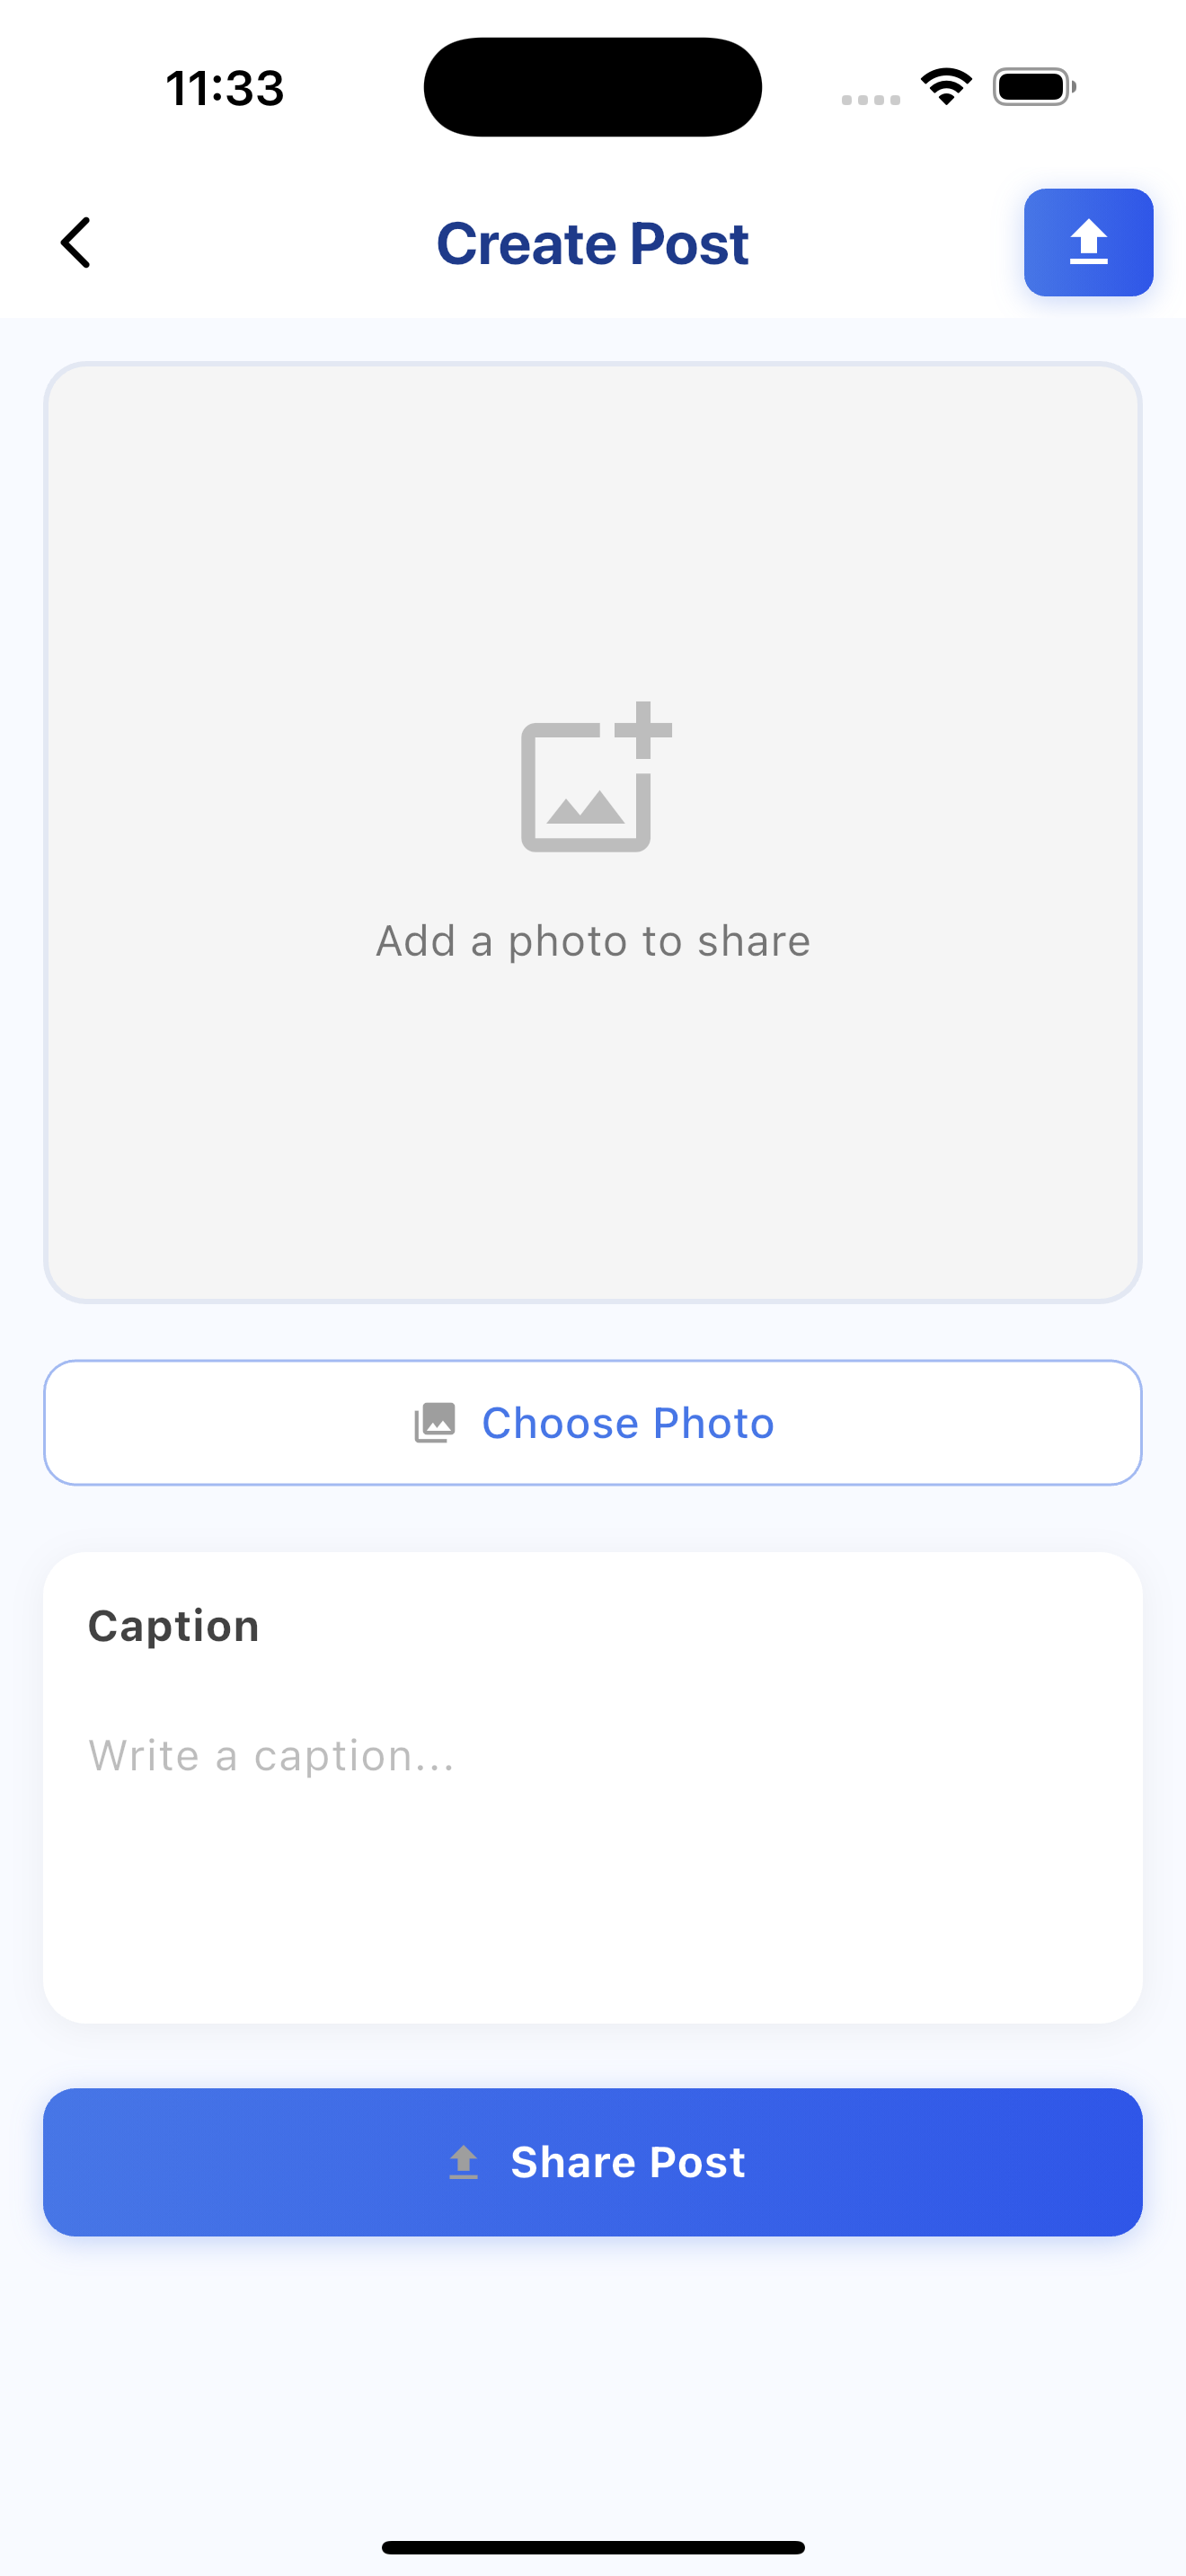 11:33
Create Post
Add a photo to share
Choose Photo
Caption
Write a caption...
Share Post